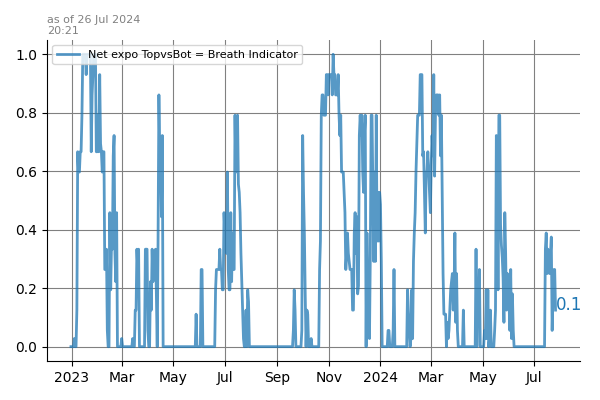 as of 26 Jul 2024
20:21
Net expo TopvsBot = Breath Indicator
1.0
0.8
0.6
0.4
0.2
0.0
0.1
2023 Mar May Jul Sep Nov 2024 Mar May Jul